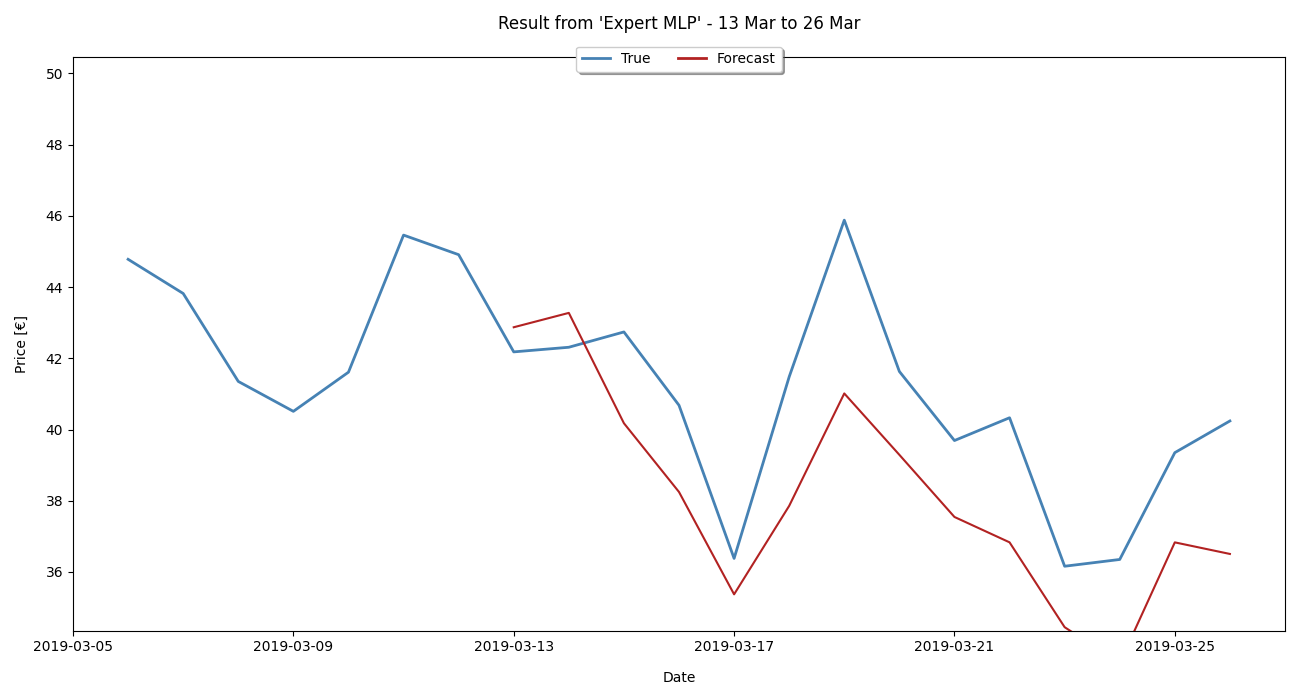 Result from 'Expert MLP' - 13 Mar to 26 Mar
True Forecast
50
48
46
44
42
40
38
36
Price [€]
2019-03-05 2019-03-09 2019-03-13 2019-03-17 2019-03-21 2019-03-25
Date